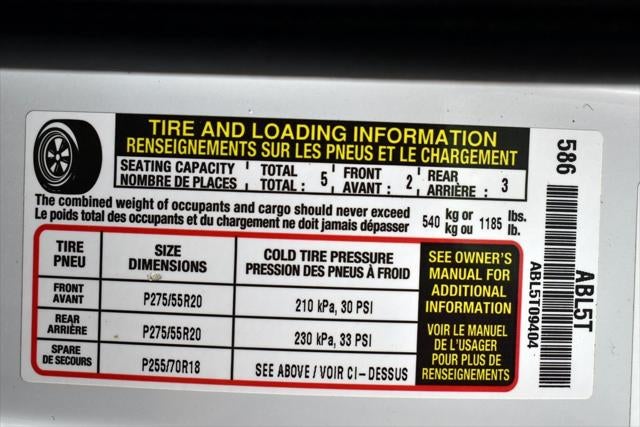 TIRE AND LOADING INFORMATION
RENSEIGNEMENTS SUR LES PNEUS ET LE CHARGEMENT
SEATING CAPACITY TOTAL FRONT REAR
NOMBRE DE PLACES TOTAL : 5 AVANT : 2 ARRIÈRE : 3
The combined weight of occupants and cargo should never exceed 540 kg or 1185 lbs.
Le poids total des occupants et du chargement ne doit jamais dépasser kg ou lb.
TIRE
PNEU
SIZE
DIMENSIONS
COLD TIRE PRESSURE
PRESSION DES PNEUS À FROID
FRONT
AVANT
P275/55R20
210 kPa, 30 PSI
REAR
ARRIÈRE
P275/55R20
230 kPa, 33 PSI
SPARE
DE SECOURS
P255/70R18
SEE ABOVE / VOIR CI-DESSUS
SEE OWNER'S
MANUAL FOR
ADDITIONAL
INFORMATION
VOIR LE MANUEL
DE L'USAGER
POUR PLUS DE
RENSEIGNEMENTS
586
ABL5T
ABL5T09404